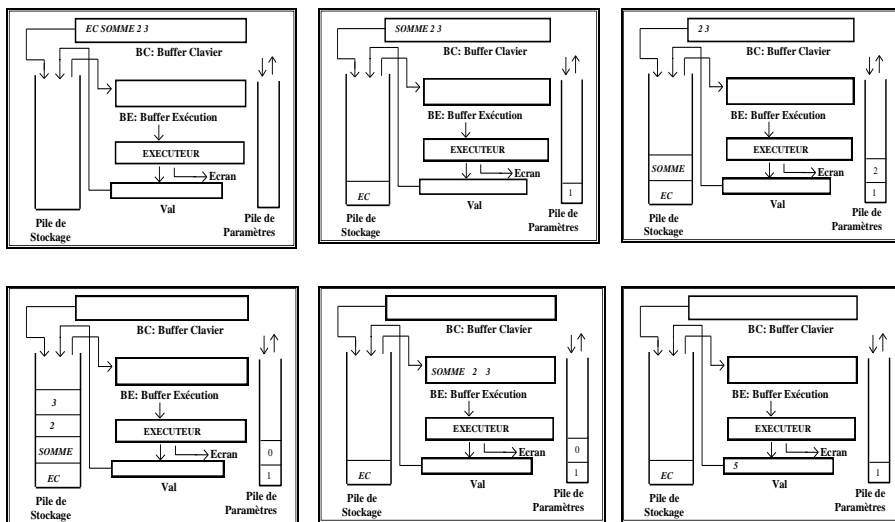 EC SOMME 2 3
BC: Buffer Clavier
BE: Buffer Exécution
EXECUTEUR
Ecran
Val
Pile de
Stockage
Pile de
Paramètres
SOMME 2 3
BC: Buffer Clavier
BE: Buffer Exécution
EXECUTEUR
Ecran
EC
1
Val
Pile de
Stockage
Pile de
Paramètres
2 3
BC: Buffer Clavier
BE: Buffer Exécution
EXECUTEUR
SOMME
Ecran
2
EC
1
Val
Pile de
Stockage
Pile de
Paramètres
BC: Buffer Clavier
BE: Buffer Exécution
3
2
EXECUTEUR
SOMME
Ecran
0
EC
1
Val
Pile de
Stockage
Pile de
Paramètres
BC: Buffer Clavier
SOMME 2 3
BE: Buffer Exécution
EXECUTEUR
Ecran
0
EC
1
Val
Pile de
Stockage
Pile de
Paramètres
BC: Buffer Clavier
BE: Buffer Exécution
EXECUTEUR
Ecran
EC
5
1
Val
Pile de
Stockage
Pile de
Paramètres